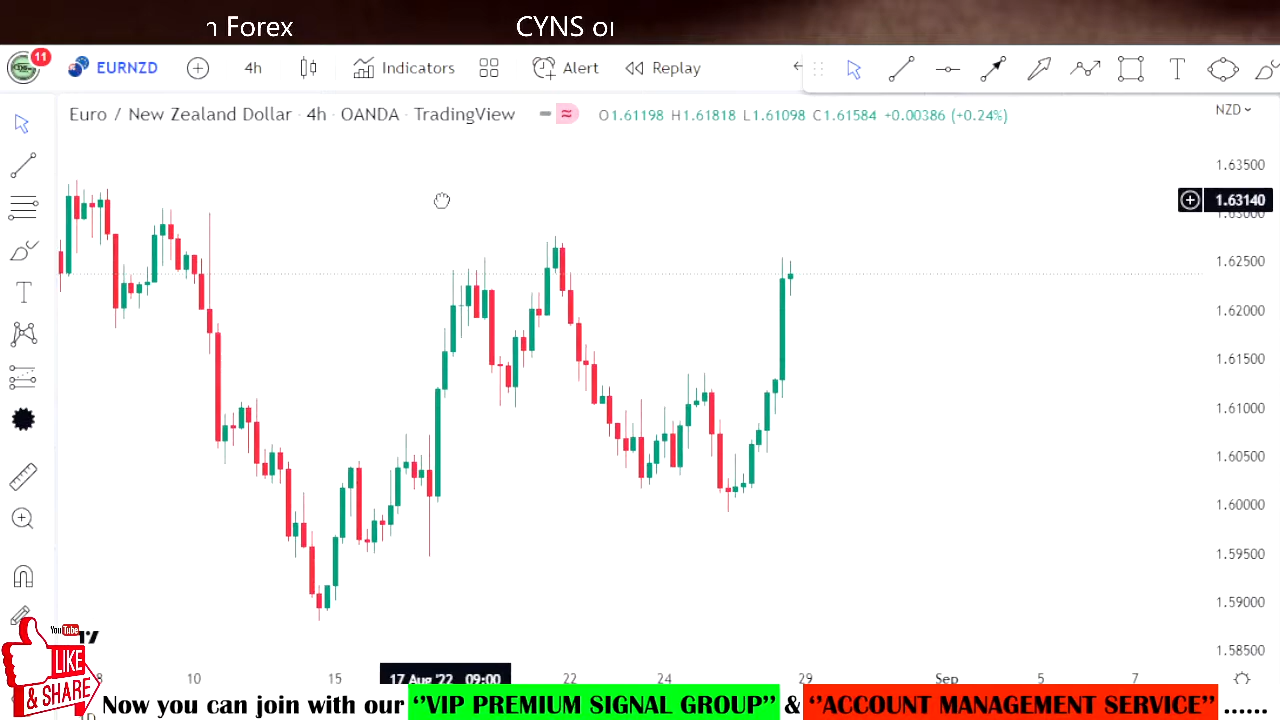 n Forex CYNS or
11
EURNZD 4h Indicators Alert Replay
Euro / New Zealand Dollar · 4h · OANDA · TradingView O1.61198 H1.61818 L1.61098 C1.61584 +0.00386 (+0.24%)
NZD
1.63500
1.63140
1.63000
1.62500
1.62000
1.61500
1.61000
1.60500
1.60000
1.59500
1.59000
1.58500
YouTube
LIKE
& SHARE
8 10 15 17 Aug '22 09:00 22 24 29 Sep 5 7
Now you can join with our ‘’VIP PREMIUM SIGNAL GROUP’’ & ‘’ACCOUNT MANAGEMENT SERVICE’’ ......